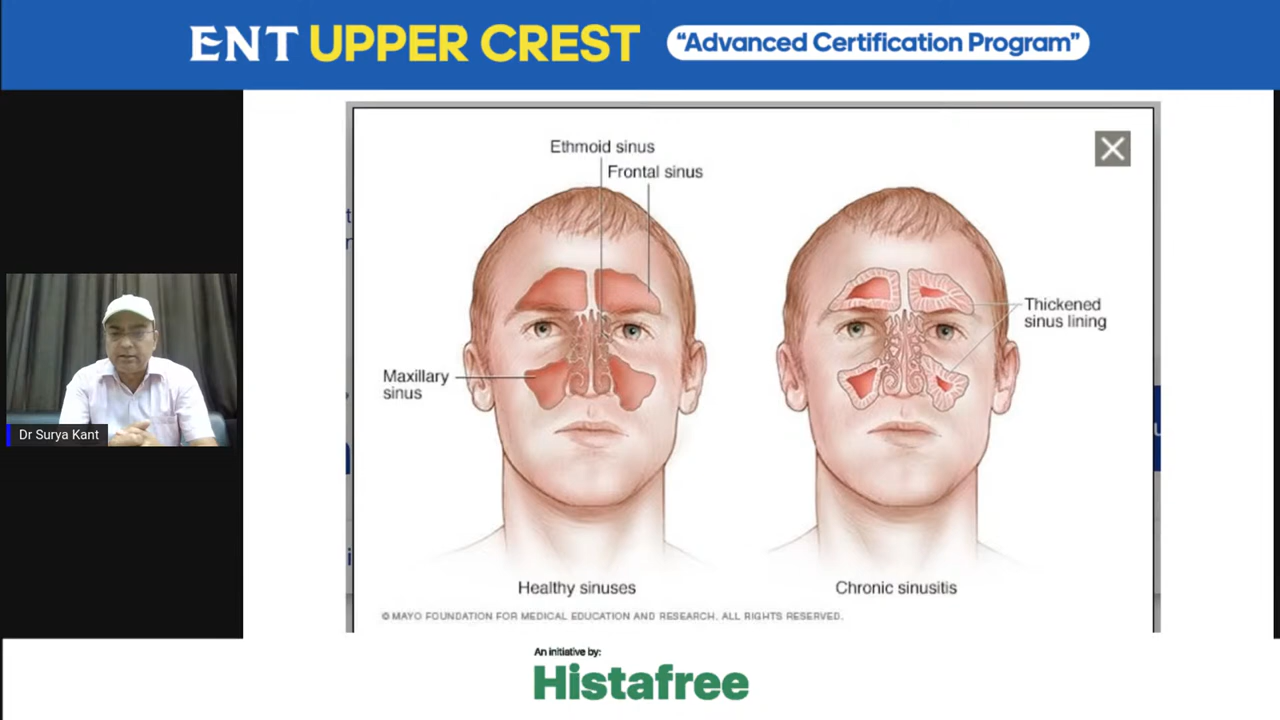 ENT UPPER CREST
“Advanced Certification Program”
Ethmoid sinus
Frontal sinus
Thickened
sinus lining
Maxillary
sinus
Dr Surya Kant
Healthy sinuses
Chronic sinusitis
© MAYO FOUNDATION FOR MEDICAL EDUCATION AND RESEARCH. ALL RIGHTS RESERVED.
An initiative by:
Histafree